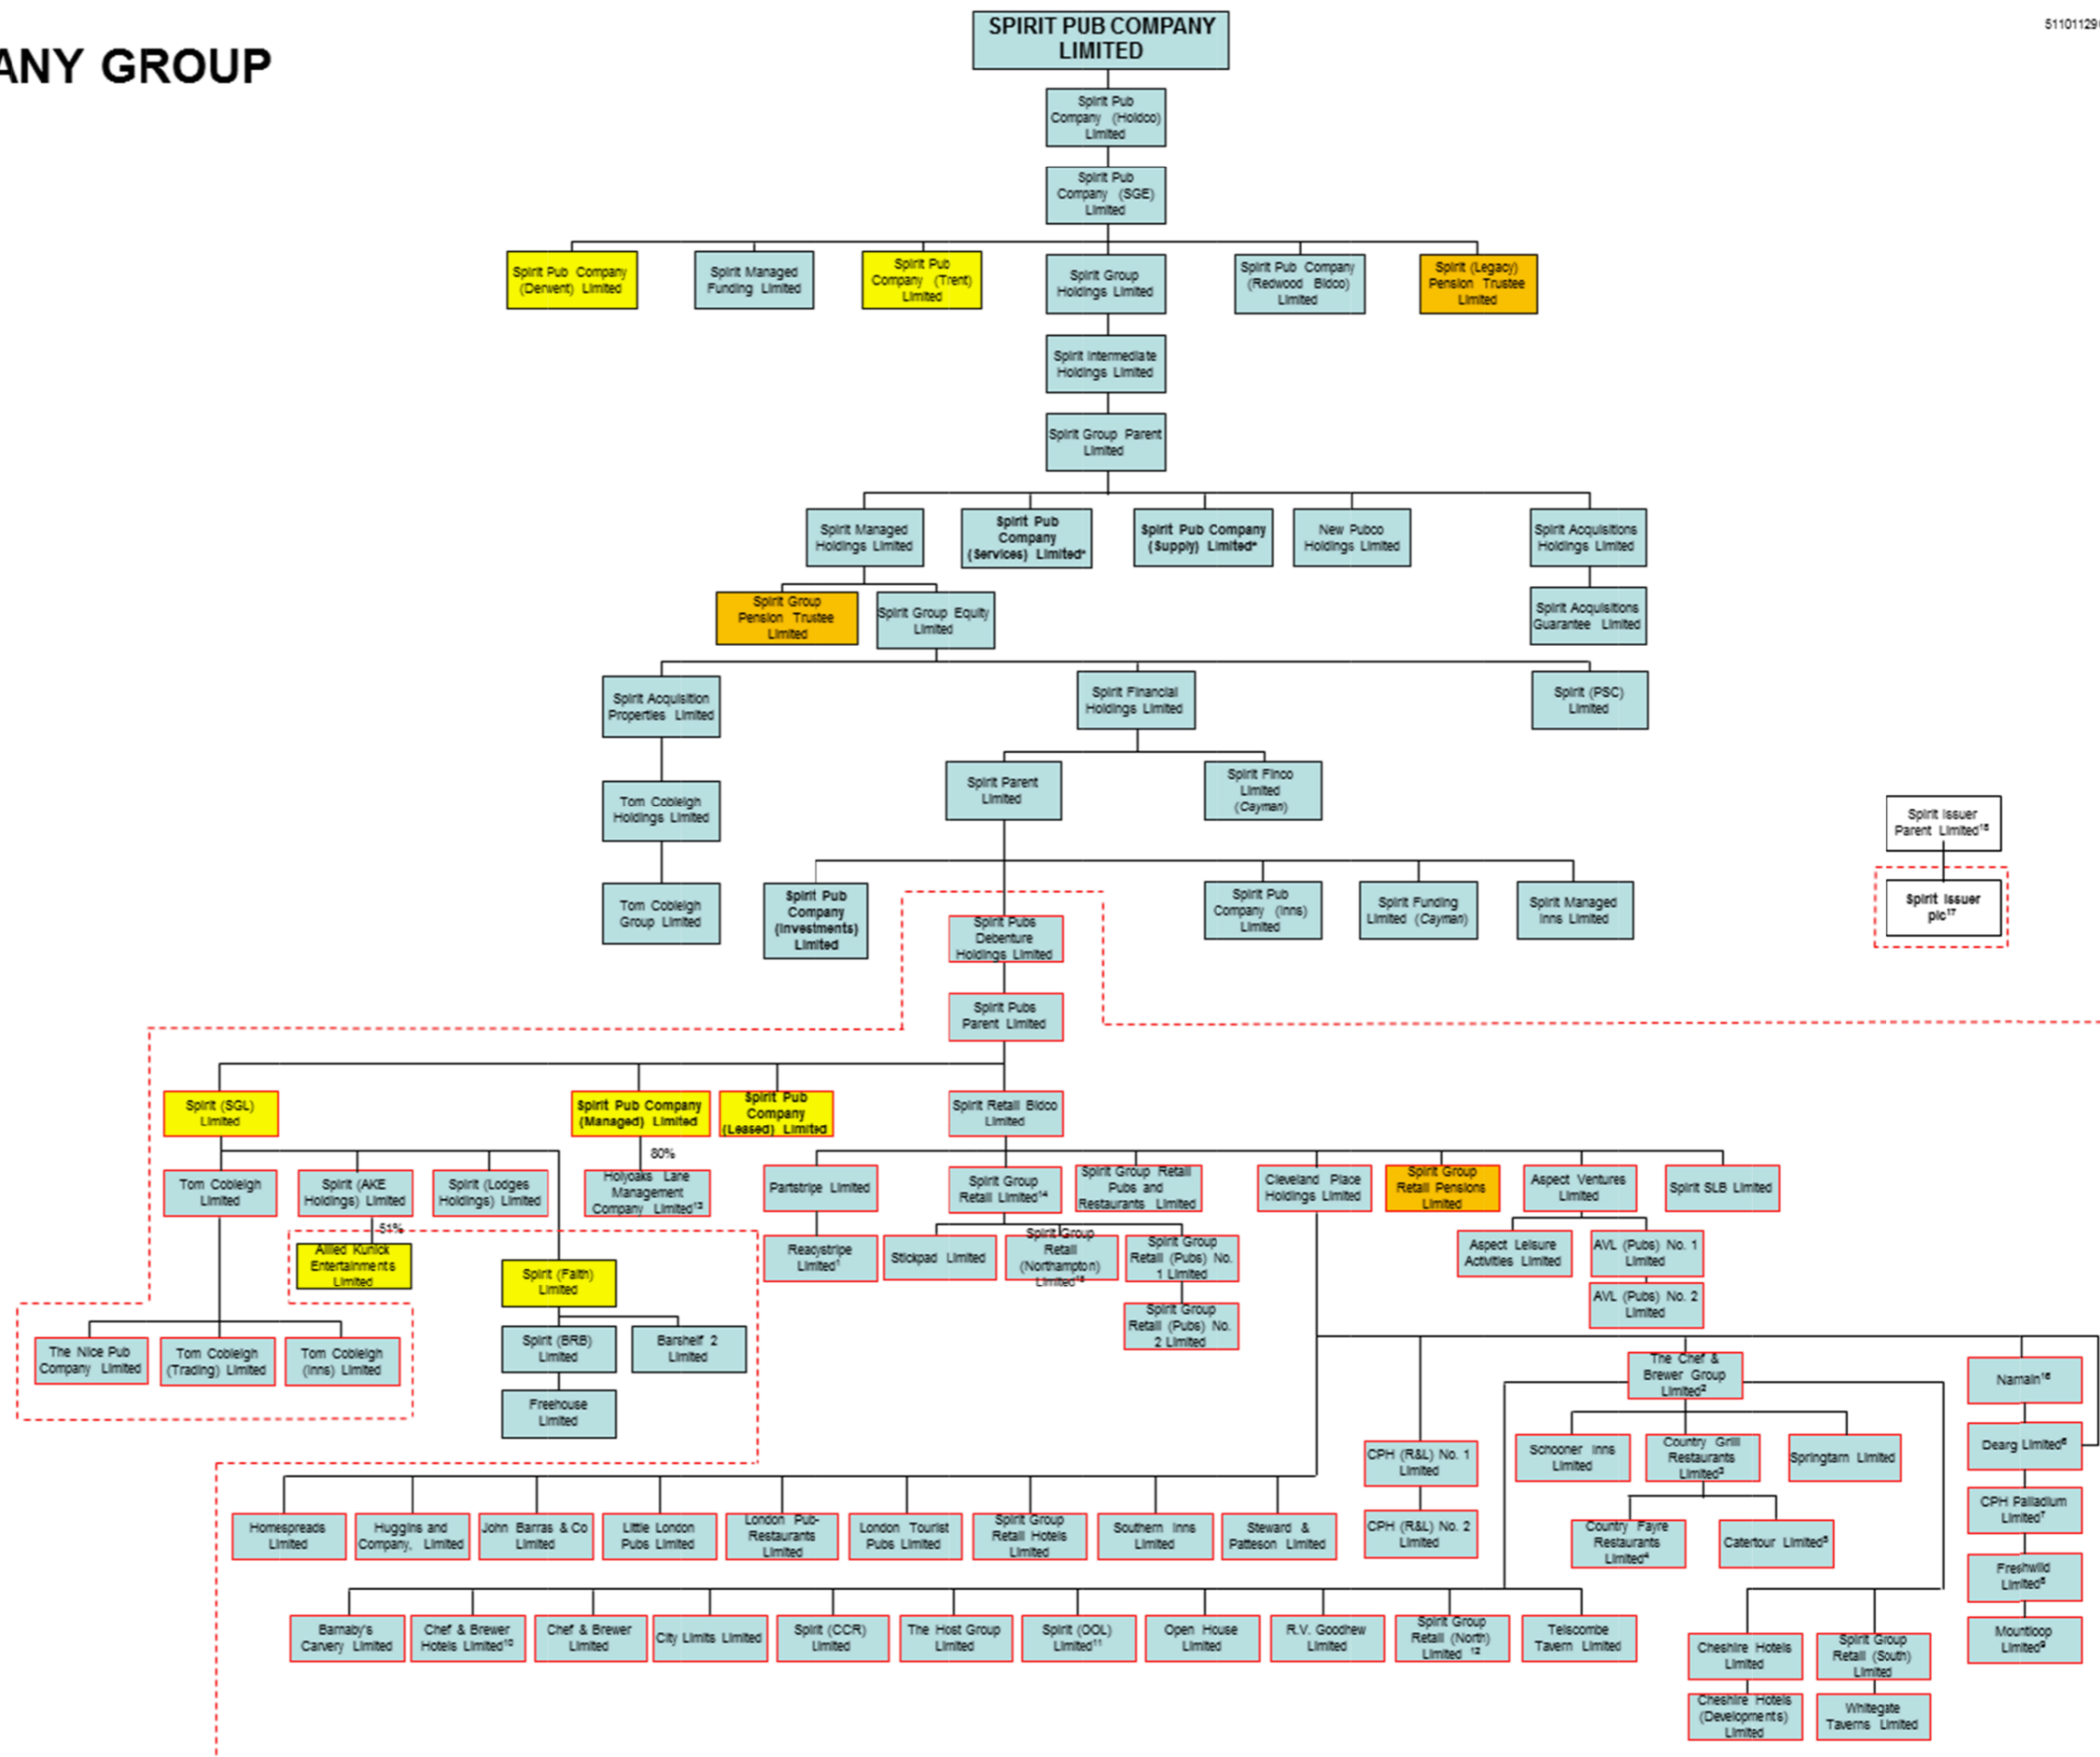 SPIRIT PUB COMPANY
LIMITED
51101129
ANY GROUP
Spirit Pub
Company (Holdco)
Limited
Spirit Pub
Company (SGE)
Limited
Spirit Pub Company
(Derwent) Limited
Spirit Managed
Funding Limited
Spirit Pub
Company (Trent)
Limited
Spirit Group
Holdings Limited
Spirit Pub Company
(Redwood Bidco)
Limited
Spirit (Legacy)
Pension Trustee
Limited
Spirit Intermediate
Holdings Limited
Spirit Group Parent
Limited
Spirit Managed
Holdings Limited
Spirit Pub
Company
(Services) Limited*
Spirit Pub Company
(Supply) Limited*
New Pubco
Holdings Limited
Spirit Acquisitions
Holdings Limited
Spirit Group
Pension Trustee
Limited
Spirit Group Equity
Limited
Spirit Acquisitions
Guarantee Limited
Spirit Acquisition
Properties Limited
Spirit Financial
Holdings Limited
Spirit (PSC)
Limited
Tom Cobleigh
Holdings Limited
Spirit Parent
Limited
Spirit Finco
Limited
(Cayman)
Spirit Issuer
Parent Limited
Tom Cobleigh
Group Limited
Spirit Pub
Company
(Investments)
Limited
Spirit Pub
Company (Inns)
Limited
Spirit Funding
Limited (Cayman)
Spirit Managed
Inns Limited
Spirit Issuer
plc¹⁷
Spirit Pubs
Debenture
Holdings Limited
Spirit Pubs
Parent Limited
Spirit (SGL)
Limited
Spirit Pub Company
(Managed) Limited
Spirit Pub
Company
(Leased) Limited
Spirit Retail Bidco
Limited
80%
Tom Cobleigh
Limited
Spirit (AKE
Holdings) Limited
Spirit (Lodges
Holdings) Limited
Holyoaks Lane
Management
Company Limited¹³
Partstripe Limited
Spirit Group
Retail Limited¹⁴
Spirit Group Retail
Pubs and
Restaurants Limited
Cleveland Place
Holdings Limited
Spirit Group
Retail Pensions
Limited
Aspect Ventures
Limited
Spirit SLB Limited
51%
Allied Kunick
Entertainments
Limited
Spirit (Faith)
Limited
Readystripe
Limited¹
Stickpad Limited
Spirit Group
Retail
(Northampton)
Limited¹⁵
Spirit Group
Retail (Pubs) No.
1 Limited
Aspect Leisure
Activities Limited
AVL (Pubs) No. 1
Limited
Spirit Group
Retail (Pubs) No.
2 Limited
AVL (Pubs) No. 2
Limited
The Nice Pub
Company Limited
Tom Cobleigh
(Trading) Limited
Tom Cobleigh
(Inns) Limited
Spirit (BRB)
Limited
Barshelf 2
Limited
Freehouse
Limited
The Chef &
Brewer Group
Limited²
Narnain¹⁶
CPH (R&L) No. 1
Limited
Schooner Inns
Limited
Country Grill
Restaurants
Limited³
Springtarn Limited
Dearg Limited⁶
Homespreads
Limited
Huggins and
Company, Limited
John Barras & Co
Limited
Little London
Pubs Limited
London Pub-
Restaurants
Limited
London Tourist
Pubs Limited
Spirit Group
Retail Hotels
Limited
Southern Inns
Limited
Steward &
Patteson Limited
CPH (R&L) No. 2
Limited
Country Fayre
Restaurants
Limited⁴
Catertour Limited⁵
CPH Palladium
Limited⁷
Freshwild
Limited⁸
Barnaby's
Carvery Limited
Chef & Brewer
Hotels Limited¹⁰
Chef & Brewer
Limited
City Limits Limited
Spirit (CCR)
Limited
The Host Group
Limited
Spirit (OOL)
Limited¹¹
Open House
Limited
R.V. Goodhew
Limited
Spirit Group
Retail (North)
Limited ¹²
Telscombe
Tavern Limited
Cheshire Hotels
Limited
Spirit Group
Retail (South)
Limited
Mountloop
Limited⁹
Cheshire Hotels
(Developments)
Limited
Whitegate
Taverns Limited